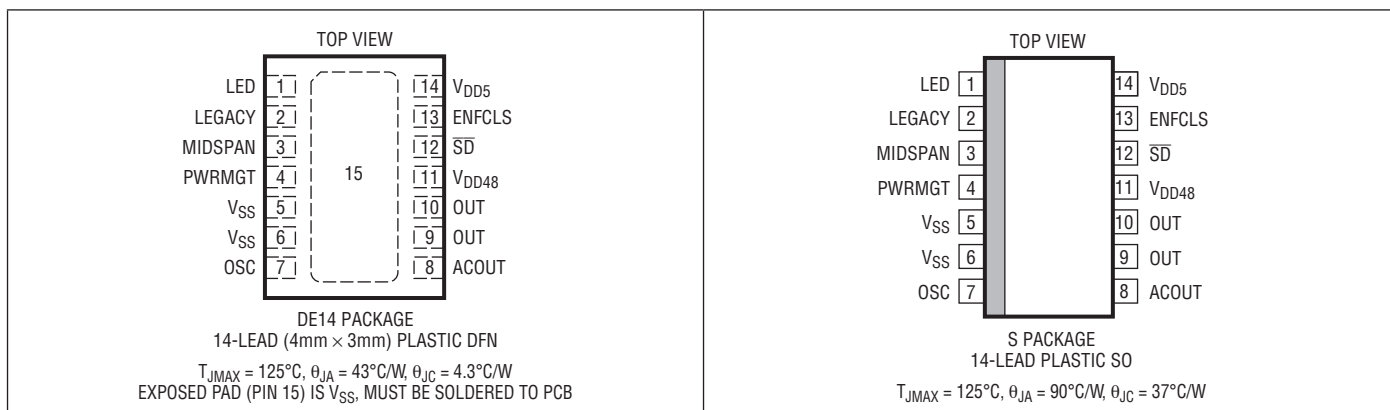 TOP VIEW
LED 1
LEGACY 2
MIDSPAN 3
PWRMGT 4
VSS 5
VSS 6
OSC 7
15
14 VDD5
13 ENFCLS
12 S̅D̅
11 VDD48
10 OUT
9 OUT
8 ACOUT
DE14 PACKAGE
14-LEAD (4mm × 3mm) PLASTIC DFN
TJMAX = 125°C, θJA = 43°C/W, θJC = 4.3°C/W
EXPOSED PAD (PIN 15) IS VSS, MUST BE SOLDERED TO PCB
TOP VIEW
LED 1
LEGACY 2
MIDSPAN 3
PWRMGT 4
VSS 5
VSS 6
OSC 7
14 VDD5
13 ENFCLS
12 S̅D̅
11 VDD48
10 OUT
9 OUT
8 ACOUT
S PACKAGE
14-LEAD PLASTIC SO
TJMAX = 125°C, θJA = 90°C/W, θJC = 37°C/W